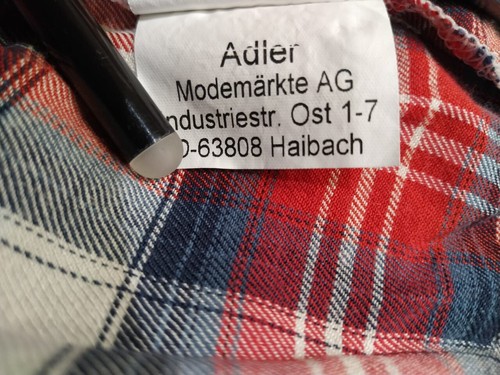 Adler
Modemärkte AG
ndustriestr. Ost 1-7
D-63808 Haibach